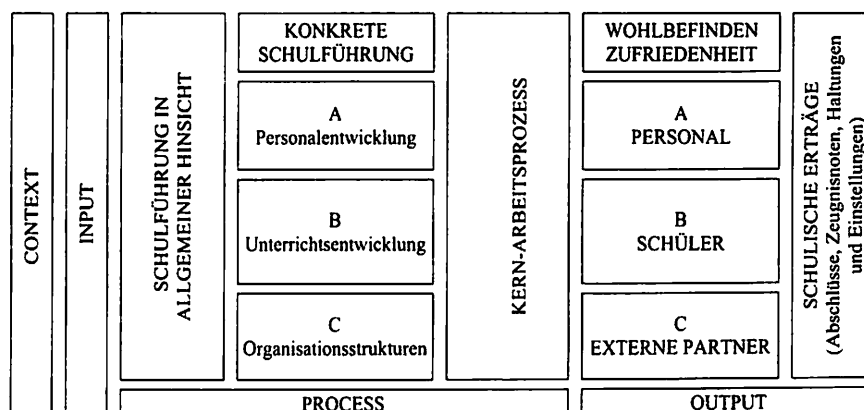 CONTEXT
INPUT
SCHULFÜHRUNG IN
ALLGEMEINER HINSICHT
KONKRETE
SCHULFÜHRUNG
A
Personalentwicklung
B
Unterrichtsentwicklung
C
Organisationsstrukturen
KERN-ARBEITSPROZESS
WOHLBEFINDEN
ZUFRIEDENHEIT
A
PERSONAL
B
SCHÜLER
C
EXTERNE PARTNER
SCHULISCHE ERTRÄGE
(Abschlüsse, Zeugnisnoten, Haltungen
und Einstellungen)
PROCESS
OUTPUT